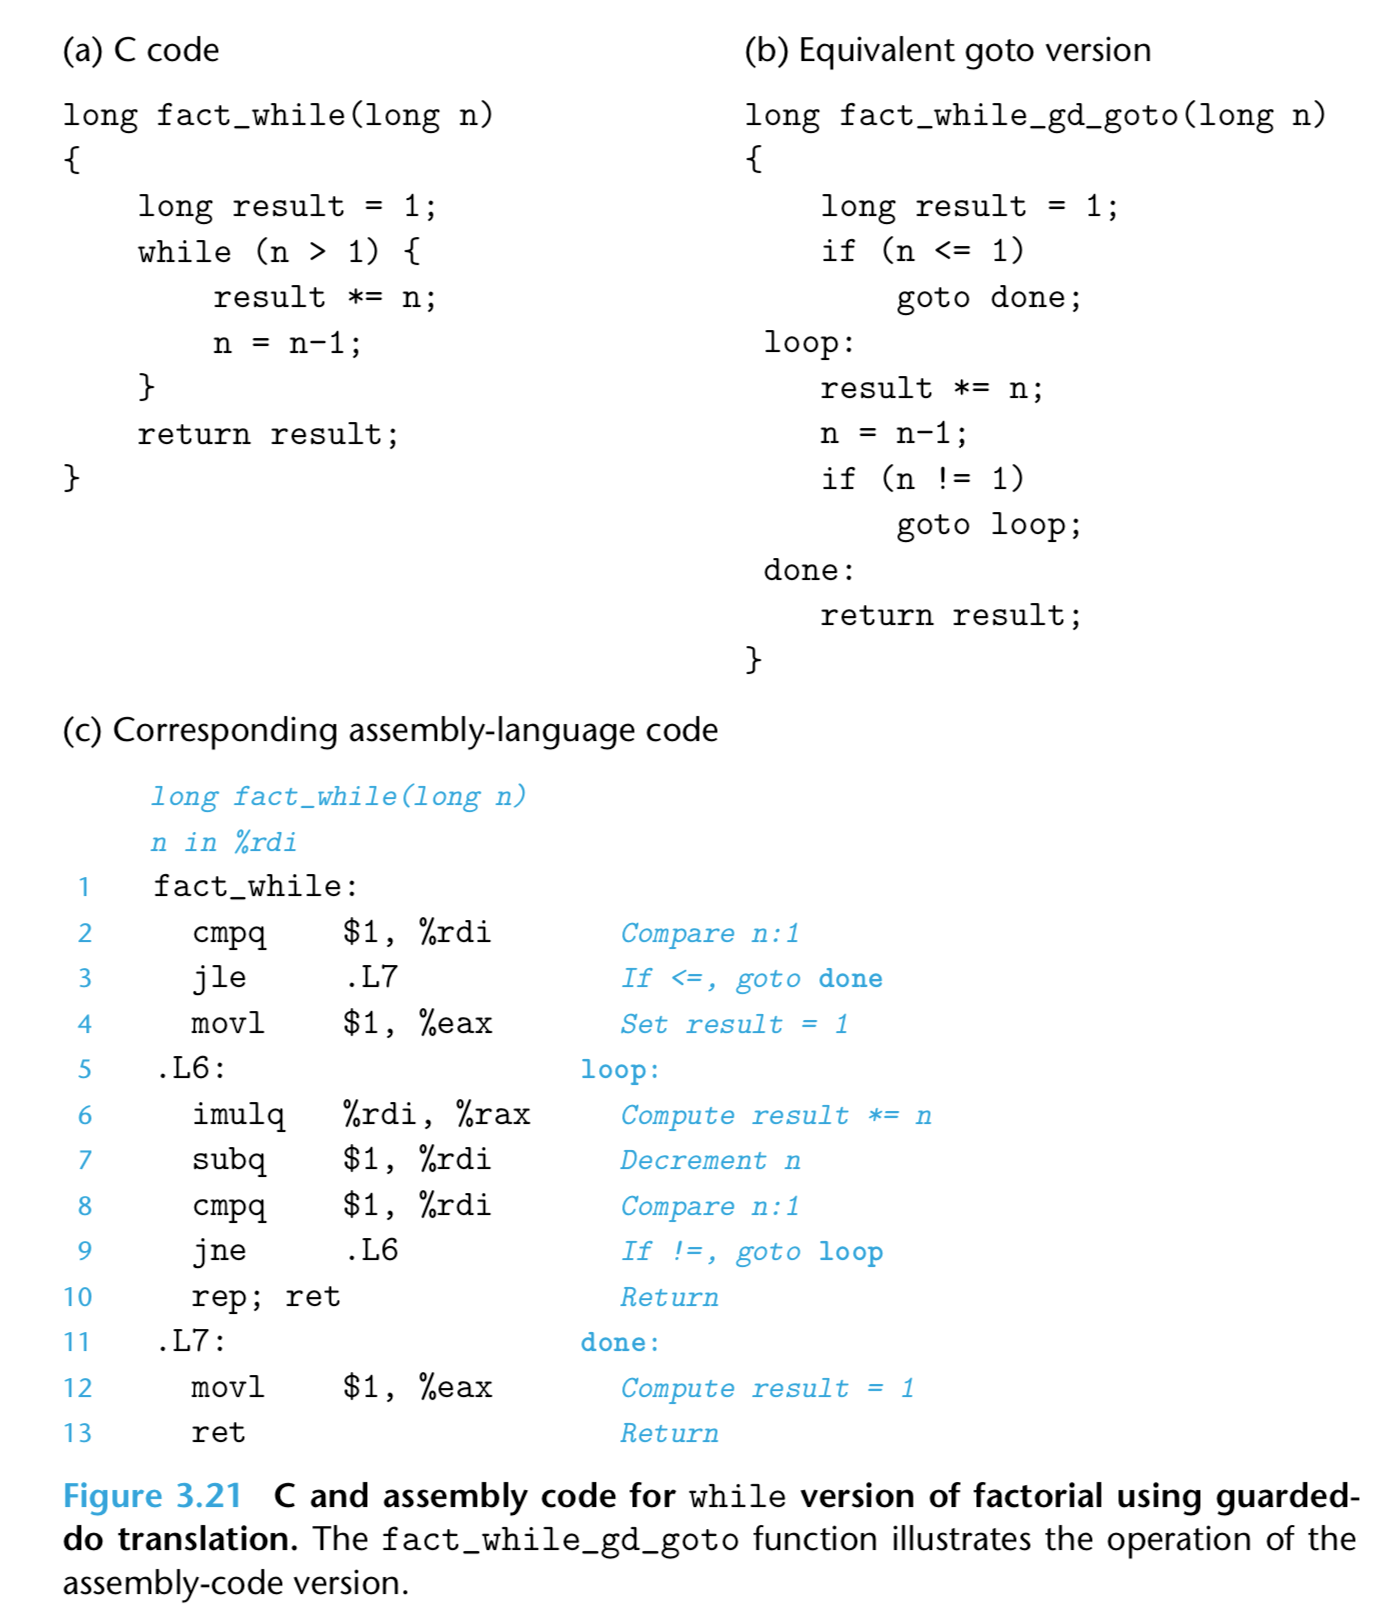 (a) C code
long fact_while(long n)
{
    long result = 1;
    while (n > 1) {
        result *= n;
        n = n-1;
    }
    return result;
}
(b) Equivalent goto version
long fact_while_gd_goto(long n)
{
    long result = 1;
    if (n <= 1)
        goto done;
 loop:
    result *= n;
    n = n-1;
    if (n != 1)
        goto loop;
 done:
    return result;
}
(c) Corresponding assembly-language code
long fact_while(long n)
n in %rdi
1 fact_while:
2 cmpq $1, %rdi Compare n:1
3 jle .L7 If <=, goto done
4 movl $1, %eax Set result = 1
5 .L6: loop:
6 imulq %rdi, %rax Compute result *= n
7 subq $1, %rdi Decrement n
8 cmpq $1, %rdi Compare n:1
9 jne .L6 If !=, goto loop
10 rep; ret Return
11 .L7: done:
12 movl $1, %eax Compute result = 1
13 ret Return
Figure 3.21 C and assembly code for while version of factorial using guarded-
do translation. The fact_while_gd_goto function illustrates the operation of the
assembly-code version.